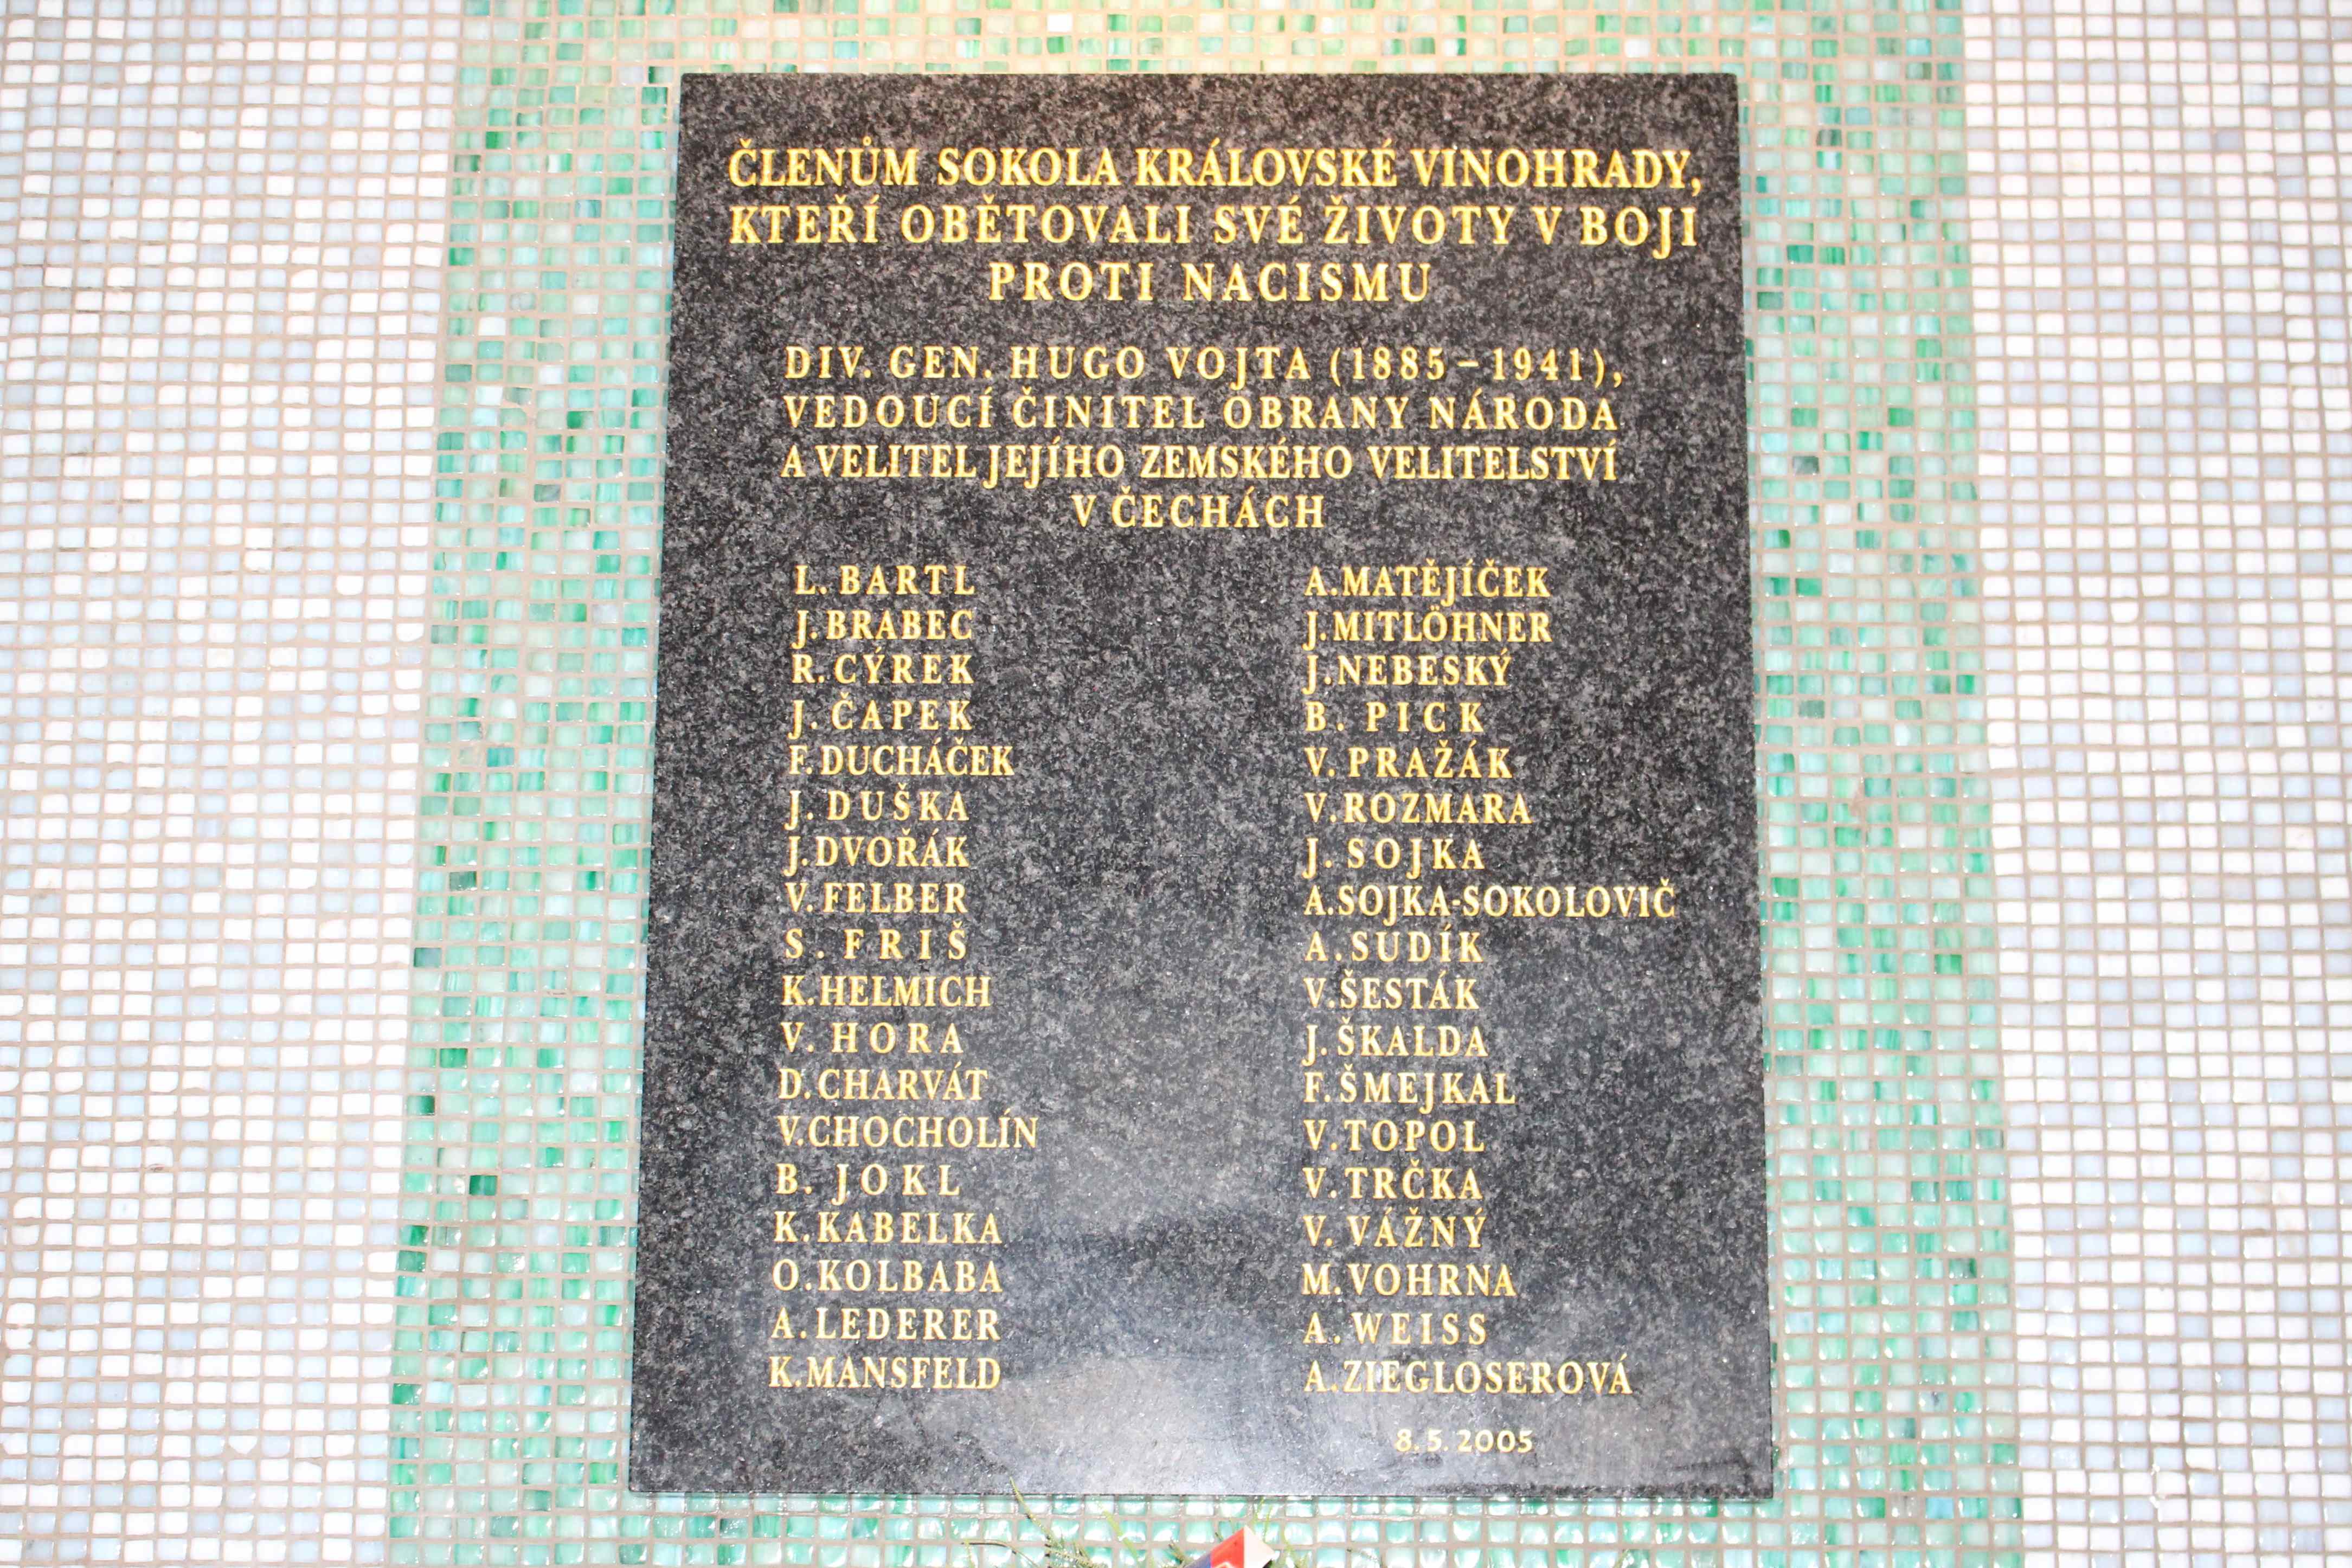 ČLENŮM SOKOLA KRÁLOVSKÉ VINOHRADY,
KTEŘÍ OBĚTOVALI SVÉ ŽIVOTY V BOJI
PROTI NACISMU
DIV. GEN. HUGO VOJTA (1885–1941),
VEDOUCÍ ČINITEL OBRANY NÁRODA
A VELITEL JEJÍHO ZEMSKÉHO VELITELSTVÍ
V ČECHÁCH
L. BARTL
J. BRABEC
R. CÝREK
J. ČAPEK
F. DUCHÁČEK
J. DUŠKA
J. DVOŘÁK
V. FELBER
S. FRIŠ
K. HELMICH
V. HORA
D. CHARVÁT
V. CHOCHOLÍN
B. JOKL
K. KABELKA
O. KOLBABA
A. LEDERER
K. MANSFELD
A. MATĚJÍČEK
J. MITLÖHNER
J. NEBESKÝ
B. PICK
V. PRAŽÁK
V. ROZMARA
J. SOJKA
A. SOJKA-SOKOLOVIČ
A. SUDÍK
V. ŠESTÁK
J. ŠKALDA
F. ŠMEJKAL
V. TOPOL
V. TRČKA
V. VÁŽNÝ
M. VOHRNA
A. WEISS
A. ZIEGLOSEROVÁ
8. 5. 2005